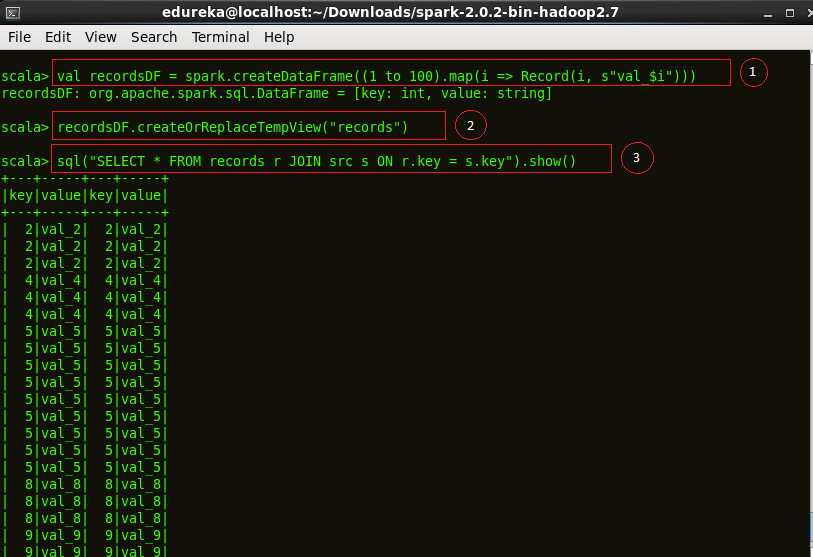 edureka@localhost:~/Downloads/spark-2.0.2-bin-hadoop2.7
File Edit View Search Terminal Help
scala> val recordsDF = spark.createDataFrame((1 to 100).map(i => Record(i, s"val_$i"))) 1
recordsDF: org.apache.spark.sql.DataFrame = [key: int, value: string]
scala> recordsDF.createOrReplaceTempView("records") 2
scala> sql("SELECT * FROM records r JOIN src s ON r.key = s.key").show() 3
+---+-----+---+-----+
|key|value|key|value|
+---+-----+---+-----+
|  2|val_2|  2|val_2|
|  2|val_2|  2|val_2|
|  2|val_2|  2|val_2|
|  4|val_4|  4|val_4|
|  4|val_4|  4|val_4|
|  4|val_4|  4|val_4|
|  5|val_5|  5|val_5|
|  5|val_5|  5|val_5|
|  5|val_5|  5|val_5|
|  5|val_5|  5|val_5|
|  5|val_5|  5|val_5|
|  5|val_5|  5|val_5|
|  5|val_5|  5|val_5|
|  5|val_5|  5|val_5|
|  5|val_5|  5|val_5|
|  8|val_8|  8|val_8|
|  8|val_8|  8|val_8|
|  8|val_8|  8|val_8|
|  9|val_9|  9|val_9|
|  9|val_9|  9|val_9|